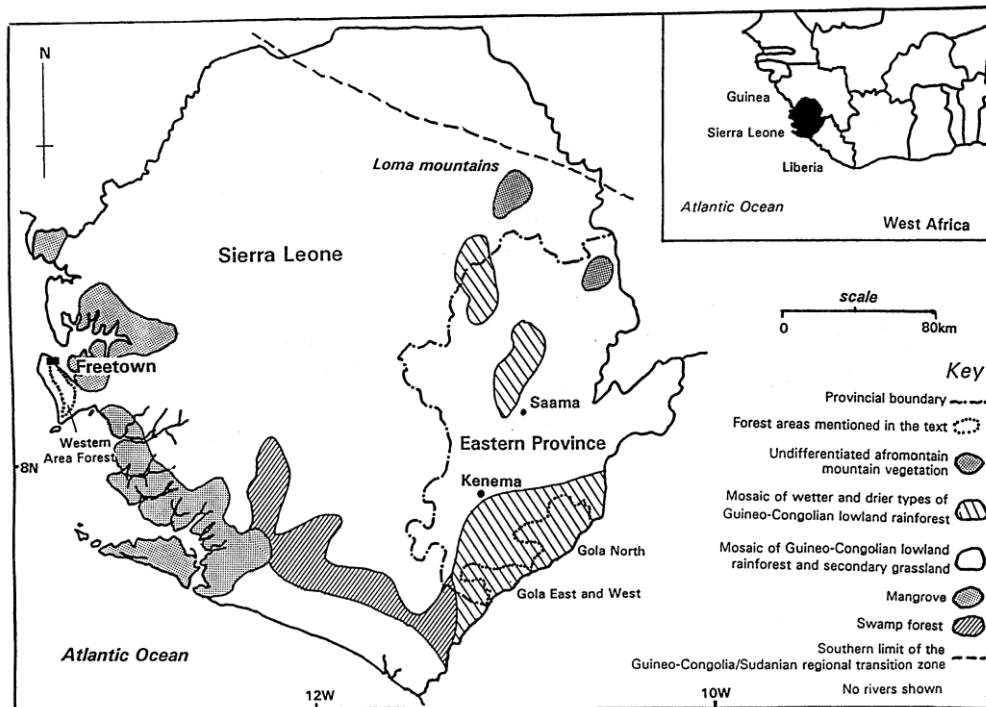 N
Loma mountains
Sierra Leone
Freetown
Western
Area Forest
8N
Saama
Eastern Province
Kenema
Gola North
Gola East and West
Atlantic Ocean
12W
10W
Guinea
Sierra Leone
Liberia
Atlantic Ocean
West Africa
scale
0 80km
Key
Provincial boundary
Forest areas mentioned in the text
Undifferentiated afromontain
mountain vegetation
Mosaic of wetter and drier types of
Guineo-Congolian lowland rainforest
Mosaic of Guineo-Congolian lowland
rainforest and secondary grassland
Mangrove
Swamp forest
Southern limit of the
Guineo-Congolia/Sudanian regional transition zone
No rivers shown